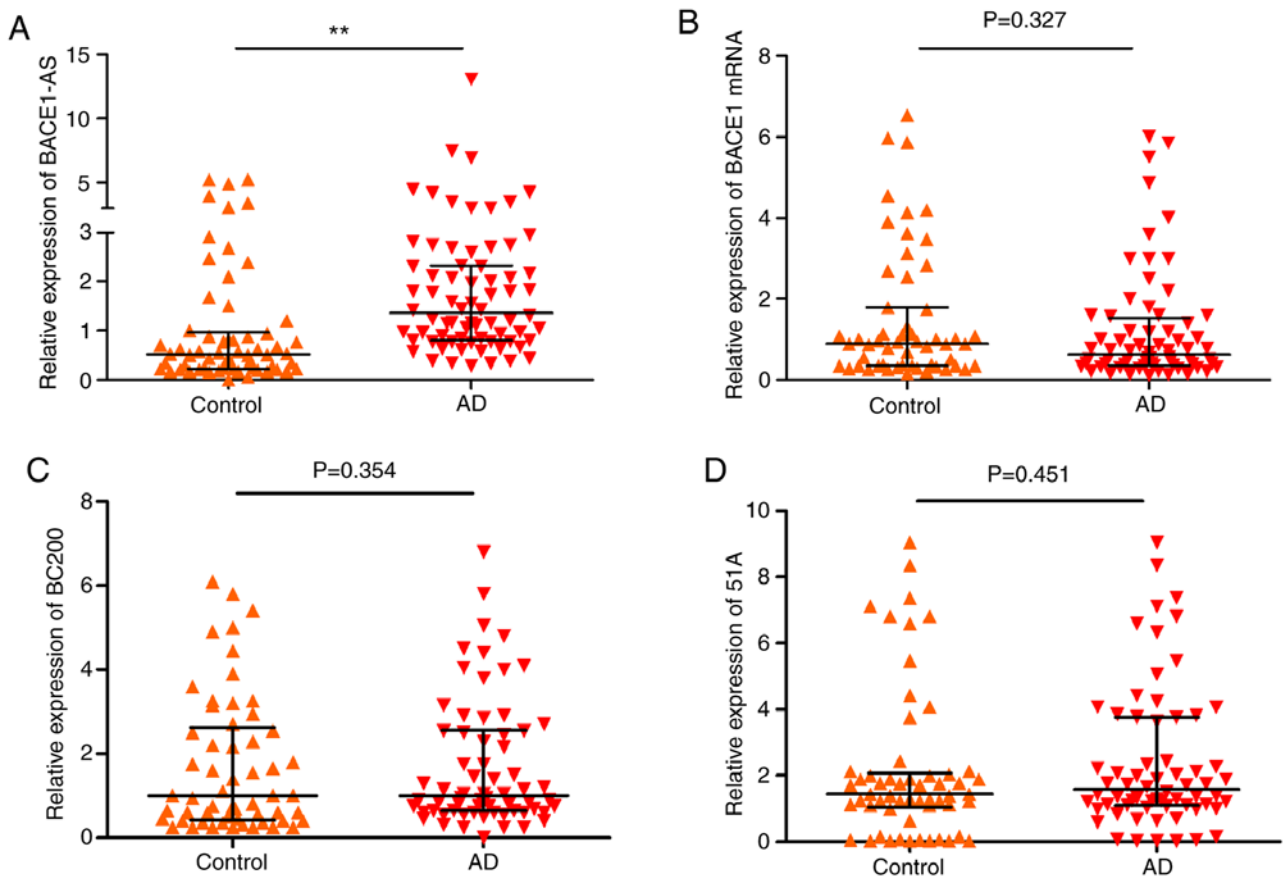 A
**
Relative expression of BACE1-AS
15
10
5
3
2
1
0
Control
AD
B
P=0.327
Relative expression of BACE1 mRNA
8
6
4
2
0
Control
AD
C
P=0.354
Relative expression of BC200
8
6
4
2
0
Control
AD
D
P=0.451
Relative expression of 51A
10
8
6
4
2
0
Control
AD